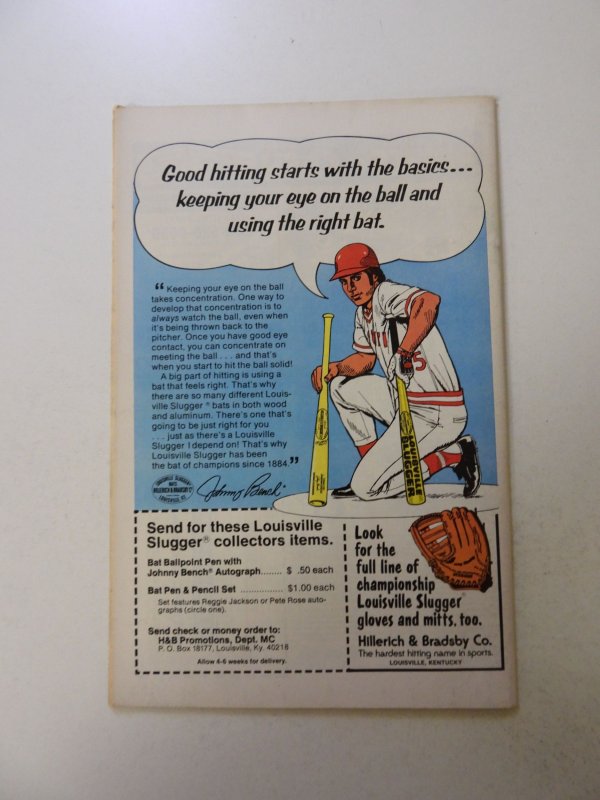 Good hitting starts with the basics...
keeping your eye on the ball and
using the right bat.
“Keeping your eye on the ball
takes concentration. One way to
develop that concentration is to
always watch the ball, even when
it's being thrown back to the
pitcher. Once you have good eye
contact, you can concentrate on
meeting the ball . . . and that's
when you start to hit the ball solid!
A big part of hitting is using a
bat that feels right. That's why
there are so many different Louis-
ville Slugger ® bats in both wood
and aluminum. There's one that's
going to be just right for you
. . . just as there's a Louisville
Slugger I depend on! That's why
Louisville Slugger has been
the bat of champions since 1884.”
LOUISVILLE SLUGGER
HILLERICH & BRADSBY CO
LOUISVILLE, KY.
Johnny Bench
5
LOUISVILLE
SLUGGER
Send for these Louisville
Slugger® collectors items.
Bat Ballpoint Pen with
Johnny Bench® Autograph....... $ .50 each
Bat Pen & Pencil Set ............... $1.00 each
Set features Reggie Jackson or Pete Rose auto-
graphs (circle one).
Send check or money order to:
H&B Promotions, Dept. MC
P. O. Box 18177, Louisville, Ky. 40218
Allow 4-6 weeks for delivery.
Look
for the
full line of
championship
Louisville Slugger
gloves and mitts, too.
Hillerich & Bradsby Co.
The hardest hitting name in sports.
LOUISVILLE, KENTUCKY